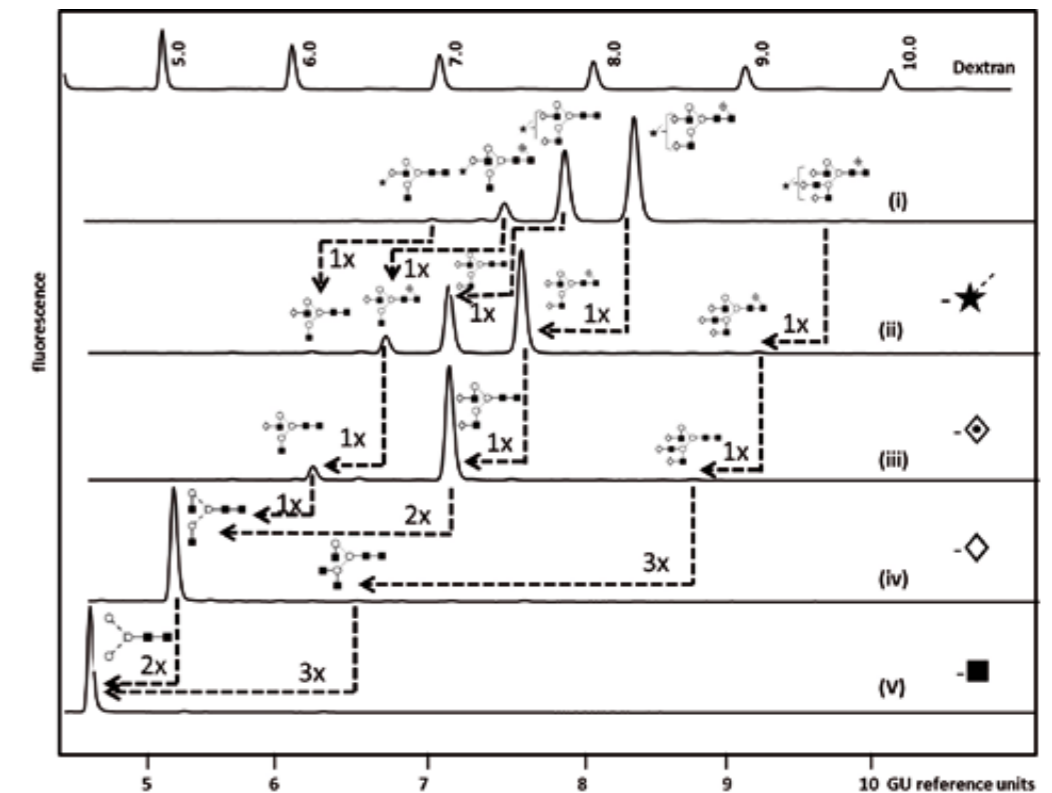 5.0 6.0 7.0 8.0 9.0 10.0
Dextran
(i)
1x 1x 1x 1x 1x
(ii)
1x 1x 1x
(iii)
1x 2x 3x
(iv)
2x 3x
(v)
fluorescence
5 6 7 8 9 10 GU reference units